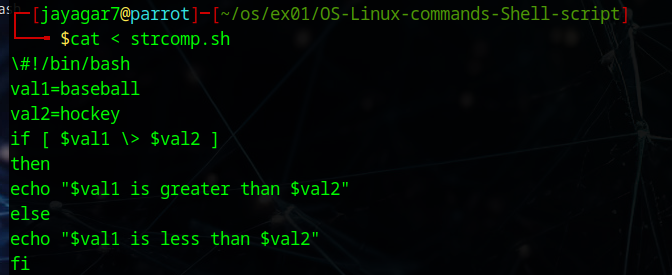 ash
┌─[jayagar7@parrot]─[~/os/ex01/OS-Linux-commands-Shell-script]
└──╼ $cat < strcomp.sh
\#!/bin/bash
val1=baseball
val2=hockey
if [ $val1 \> $val2 ]
then
echo "$val1 is greater than $val2"
else
echo "$val1 is less than $val2"
fi